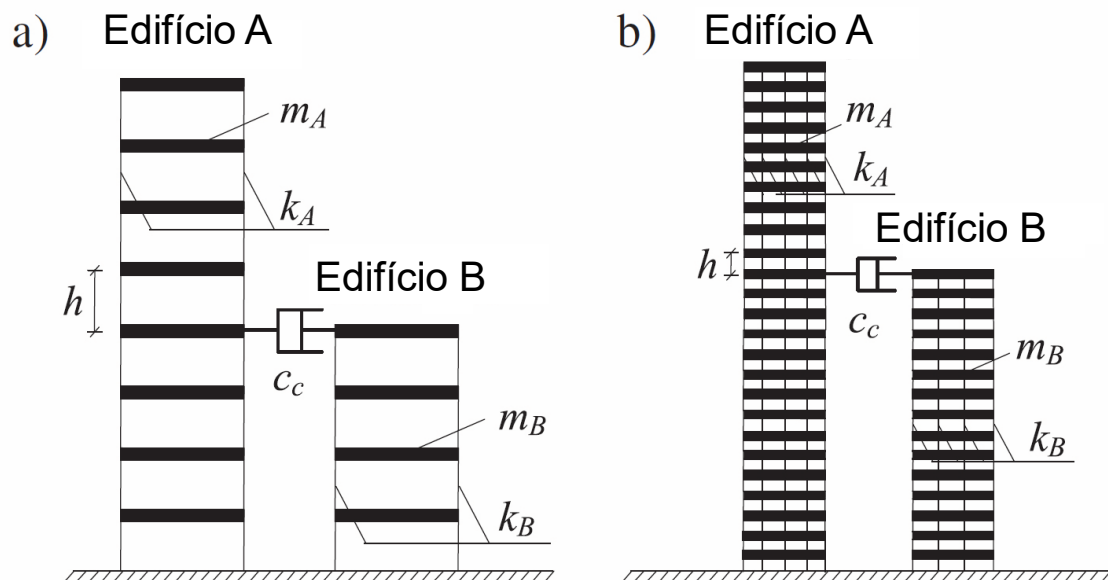 a) Edifício A
m_A
k_A
Edifício B
h
c_c
m_B
k_B
b) Edifício A
m_A
k_A
Edifício B
h
c_c
m_B
k_B